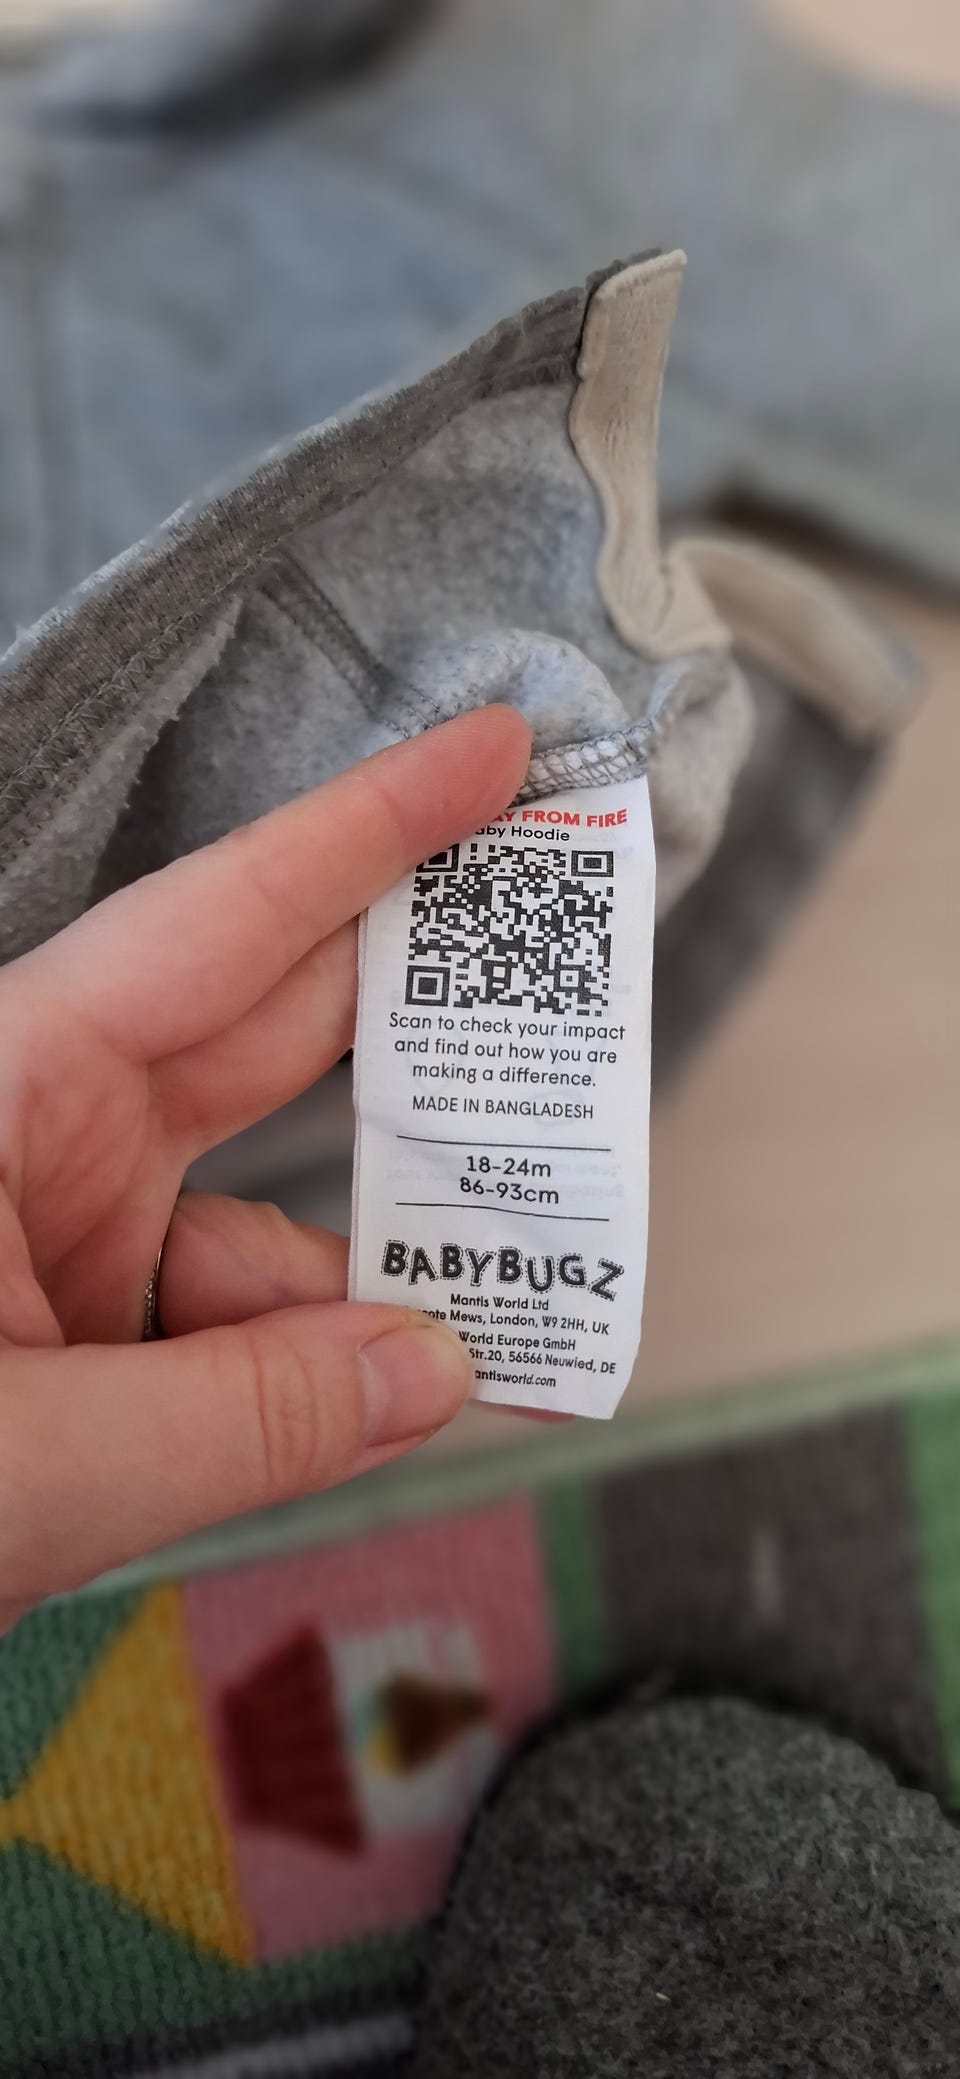 FROM FIRE
Hoodie
Scan to check your impact
and find out how you are
making a difference.
MADE IN BANGLADESH
18-24m
86-93cm
BABYBUGZ
Mantis World Ltd
Mews, London, W9 2HH, UK
World Europe GmbH
Str.20, 56566 Neuwied, DE